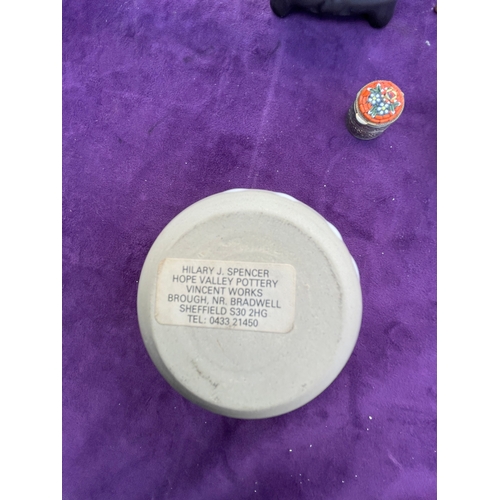 HILARY J. SPENCER
HOPE VALLEY POTTERY
VINCENT WORKS
BROUGH, NR. BRADWELL
SHEFFIELD S30 2HG
TEL: 0433 21450